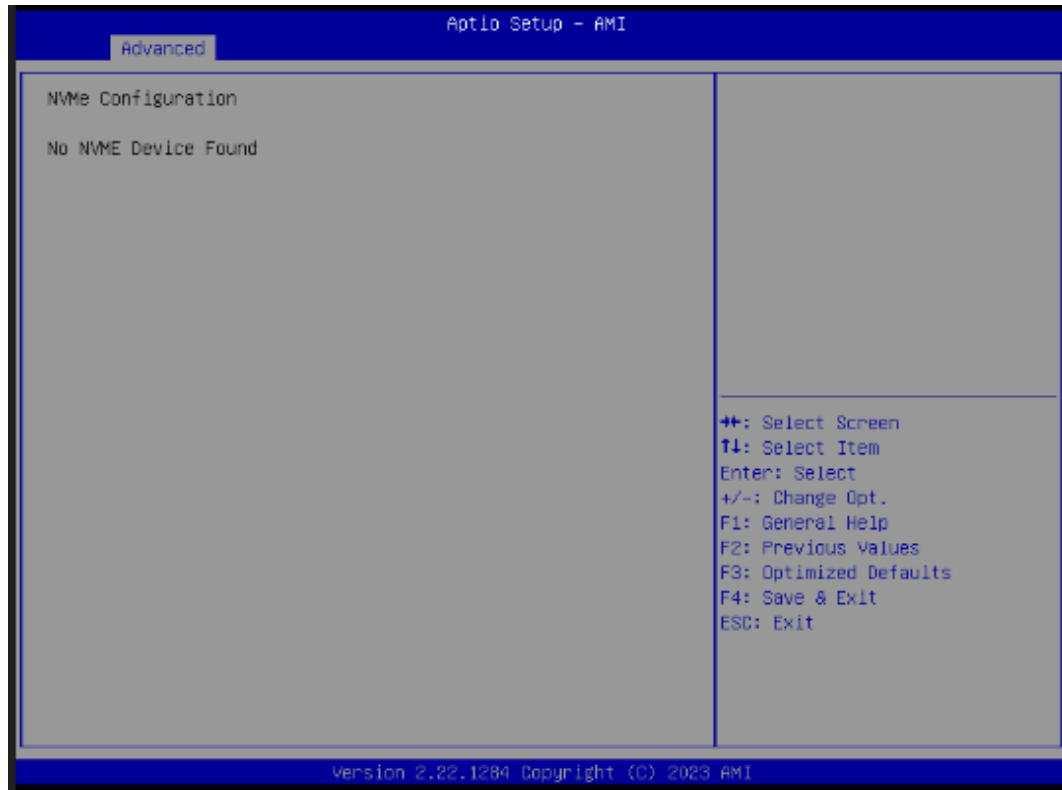 Aptio Setup - AMI
Advanced
NVMe Configuration
No NVME Device Found
→←: Select Screen
↑↓: Select Item
Enter: Select
+/-: Change Opt.
F1: General Help
F2: Previous Values
F3: Optimized Defaults
F4: Save & Exit
ESC: Exit
Version 2.22.1284 Copyright (C) 2023 AMI